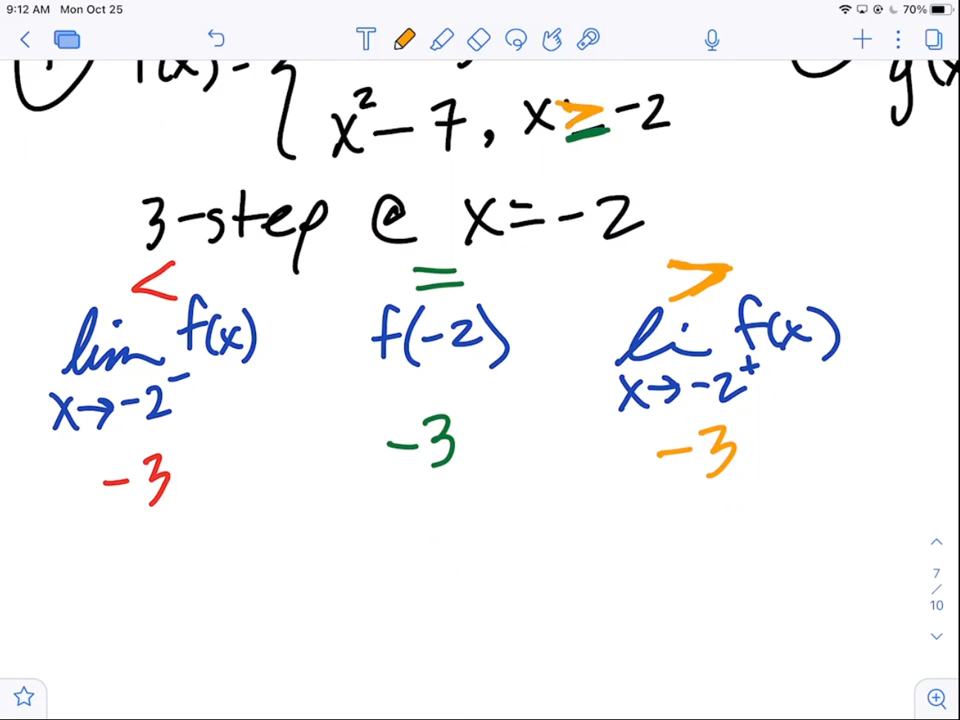 9:12 AM Mon Oct 25
70%
f(x) = {
x² – 7, x ≥ –2
3-step @ x = –2
< = >
lim f(x) f(-2) li f(x)
x → -2⁻ x → -2⁺
-3 -3 -3
7
/
10